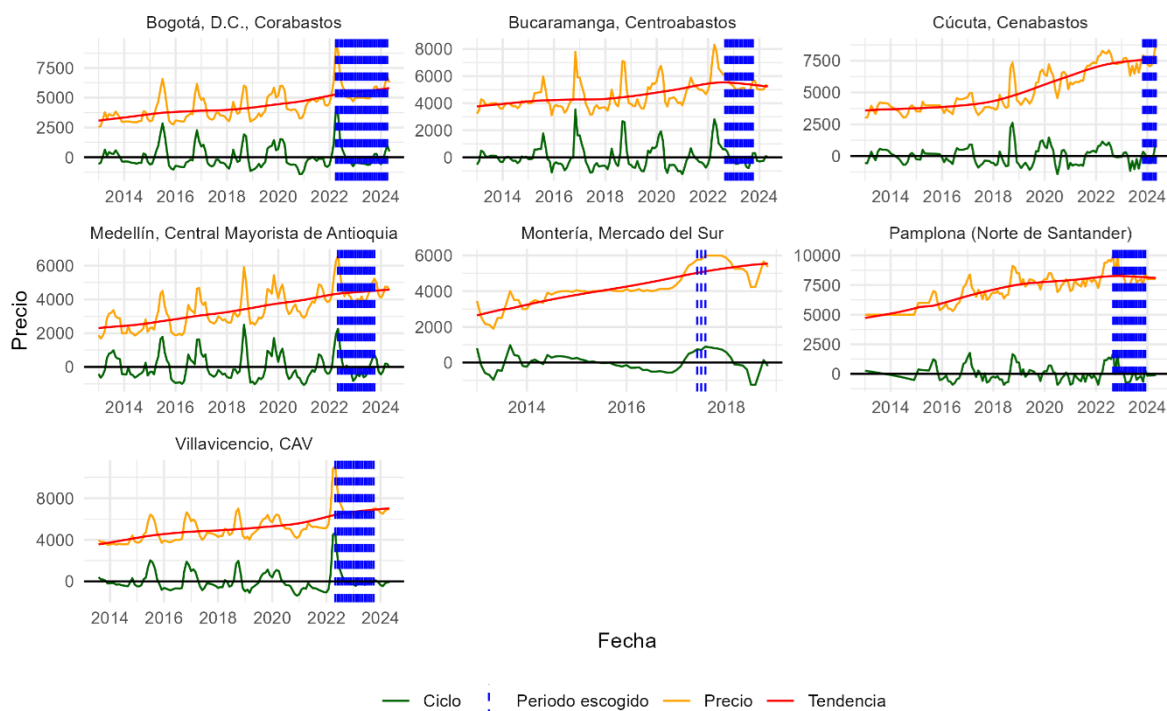 Bogotá, D.C., Corabastos
Bucaramanga, Centroabastos
Cúcuta, Cenabastos
7500
5000
2500
0
2014 2016 2018 2020 2022 2024
8000
6000
4000
2000
0
2014 2016 2018 2020 2022 2024
7500
5000
2500
0
2014 2016 2018 2020 2022 2024
Medellín, Central Mayorista de Antioquia
Montería, Mercado del Sur
Pamplona (Norte de Santander)
6000
4000
2000
0
2014 2016 2018 2020 2022 2024
6000
4000
2000
0
2014 2016 2018
10000
7500
5000
2500
0
2014 2016 2018 2020 2022 2024
Villavicencio, CAV
8000
4000
0
2014 2016 2018 2020 2022 2024
Precio
Fecha
Ciclo Periodo escogido Precio Tendencia